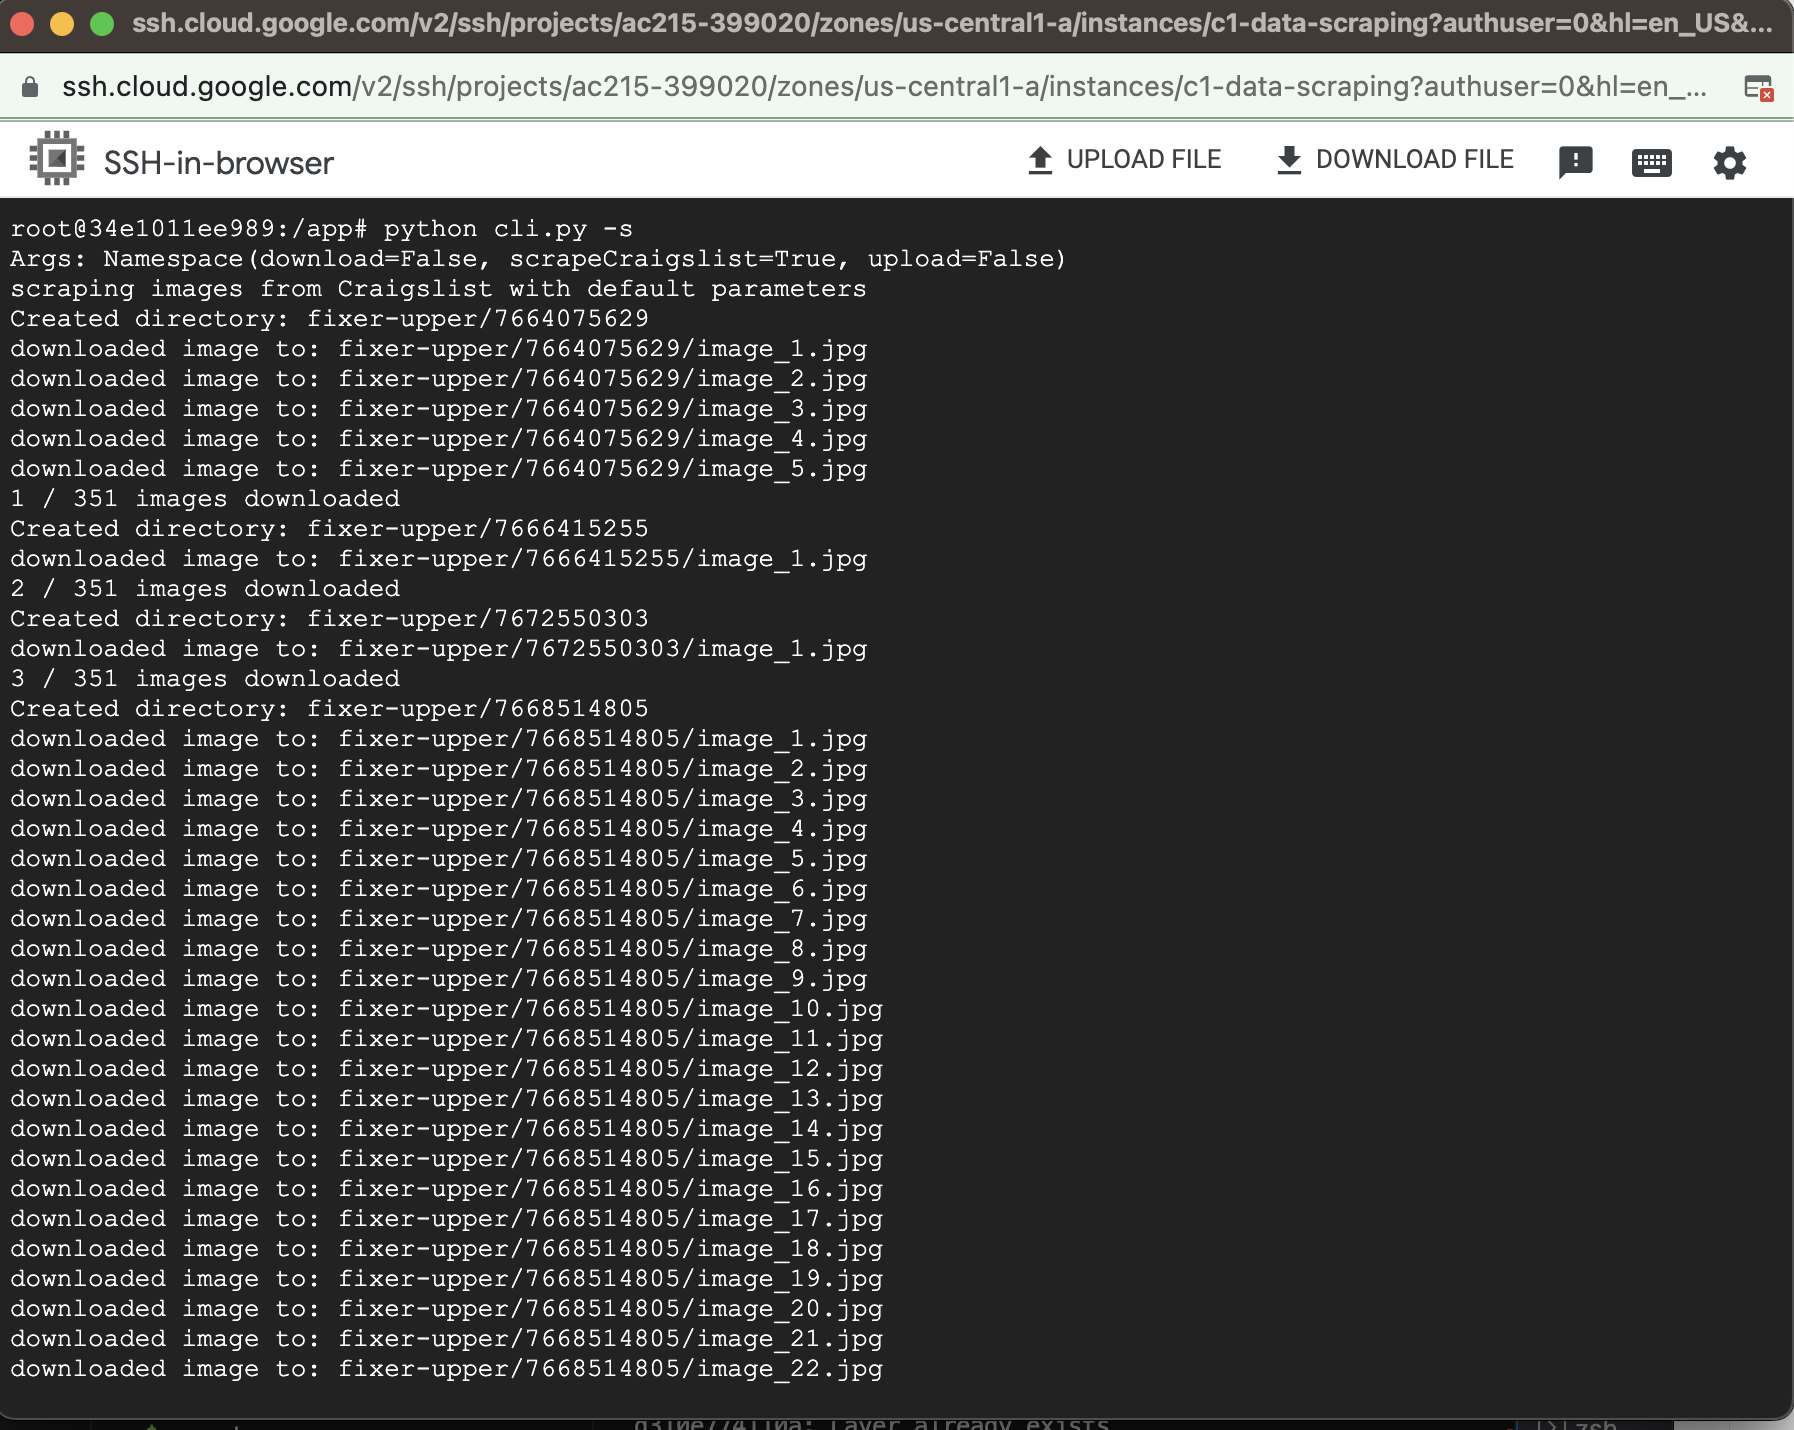 ssh.cloud.google.com/v2/ssh/projects/ac215-399020/zones/us-central1-a/instances/c1-data-scraping?authuser=0&hl=en_US&...
ssh.cloud.google.com/v2/ssh/projects/ac215-399020/zones/us-central1-a/instances/c1-data-scraping?authuser=0&hl=en_...
SSH-in-browser UPLOAD FILE DOWNLOAD FILE
root@34e1011ee989:/app# python cli.py -s
Args: Namespace(download=False, scrapeCraigslist=True, upload=False)
scraping images from Craigslist with default parameters
Created directory: fixer-upper/7664075629
downloaded image to: fixer-upper/7664075629/image_1.jpg
downloaded image to: fixer-upper/7664075629/image_2.jpg
downloaded image to: fixer-upper/7664075629/image_3.jpg
downloaded image to: fixer-upper/7664075629/image_4.jpg
downloaded image to: fixer-upper/7664075629/image_5.jpg
1 / 351 images downloaded
Created directory: fixer-upper/7666415255
downloaded image to: fixer-upper/7666415255/image_1.jpg
2 / 351 images downloaded
Created directory: fixer-upper/7672550303
downloaded image to: fixer-upper/7672550303/image_1.jpg
3 / 351 images downloaded
Created directory: fixer-upper/7668514805
downloaded image to: fixer-upper/7668514805/image_1.jpg
downloaded image to: fixer-upper/7668514805/image_2.jpg
downloaded image to: fixer-upper/7668514805/image_3.jpg
downloaded image to: fixer-upper/7668514805/image_4.jpg
downloaded image to: fixer-upper/7668514805/image_5.jpg
downloaded image to: fixer-upper/7668514805/image_6.jpg
downloaded image to: fixer-upper/7668514805/image_7.jpg
downloaded image to: fixer-upper/7668514805/image_8.jpg
downloaded image to: fixer-upper/7668514805/image_9.jpg
downloaded image to: fixer-upper/7668514805/image_10.jpg
downloaded image to: fixer-upper/7668514805/image_11.jpg
downloaded image to: fixer-upper/7668514805/image_12.jpg
downloaded image to: fixer-upper/7668514805/image_13.jpg
downloaded image to: fixer-upper/7668514805/image_14.jpg
downloaded image to: fixer-upper/7668514805/image_15.jpg
downloaded image to: fixer-upper/7668514805/image_16.jpg
downloaded image to: fixer-upper/7668514805/image_17.jpg
downloaded image to: fixer-upper/7668514805/image_18.jpg
downloaded image to: fixer-upper/7668514805/image_19.jpg
downloaded image to: fixer-upper/7668514805/image_20.jpg
downloaded image to: fixer-upper/7668514805/image_21.jpg
downloaded image to: fixer-upper/7668514805/image_22.jpg
Layer already exists zsh